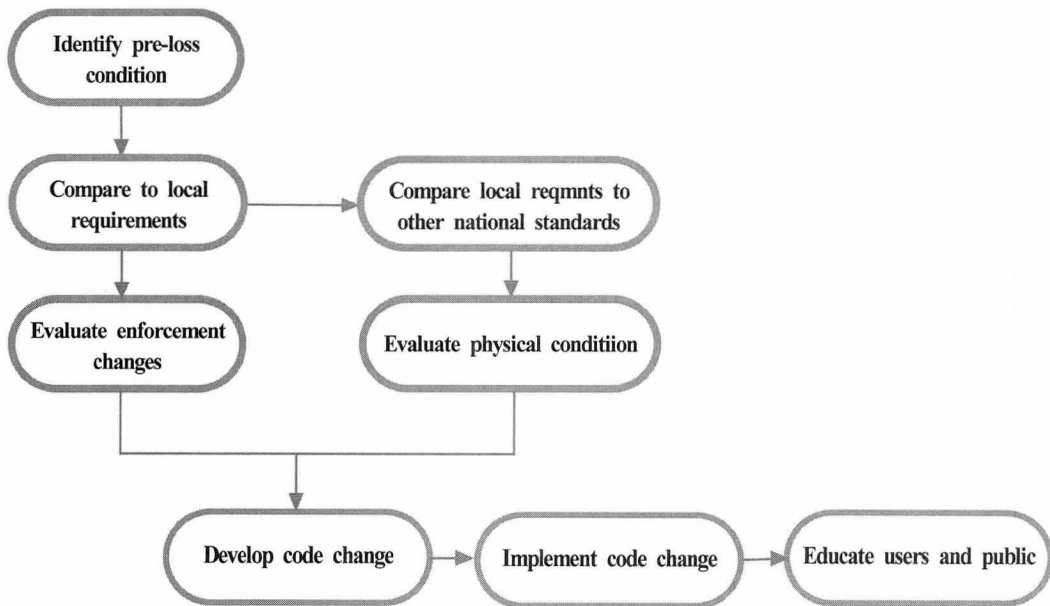 Identify pre-loss
condition
Compare to local
requirements
Compare local reqmnts to
other national standards
Evaluate enforcement
changes
Evaluate physical conditiion
Develop code change
Implement code change
Educate users and public